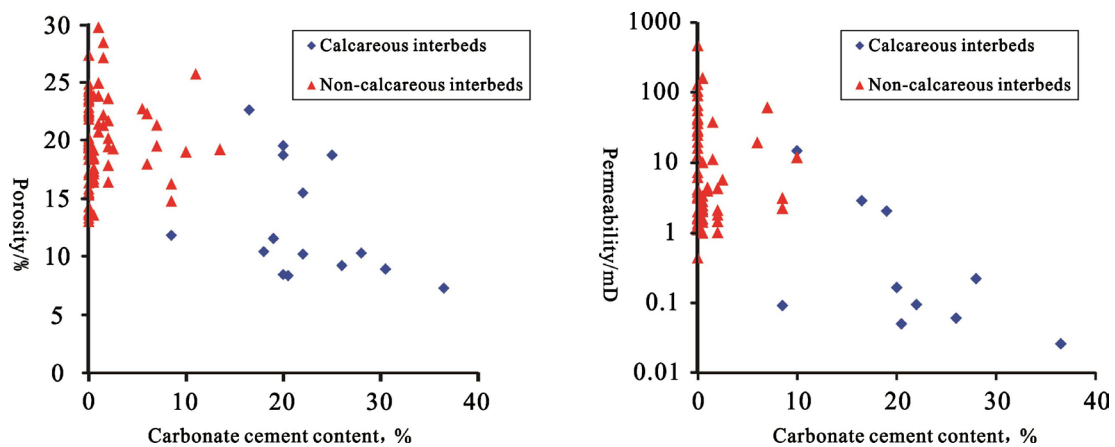 30
25
20
15
10
5
0
Porosity/%
0
10
20
30
40
Carbonate cement content, %
Calcareous interbeds
Non-calcareous interbeds
1000
100
10
1
0.1
0.01
Permeability/mD
0
10
20
30
40
Carbonate cement content, %
Calcareous interbeds
Non-calcareous interbeds